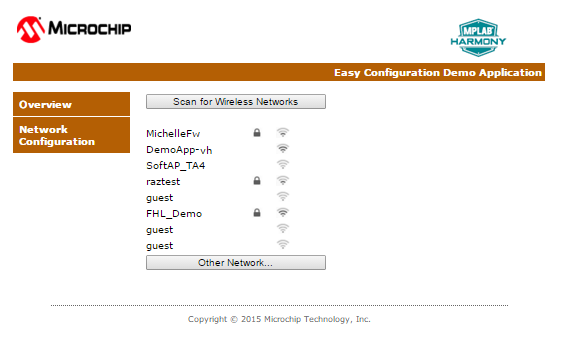 MICROCHIP
MPLAB
HARMONY
Easy Configuration Demo Application
Overview
Network
Configuration
Scan for Wireless Networks
MichelleFw
DemoApp-vh
SoftAP_TA4
raztest
guest
FHL_Demo
guest
guest
Other Network...
Copyright © 2015 Microchip Technology, Inc.